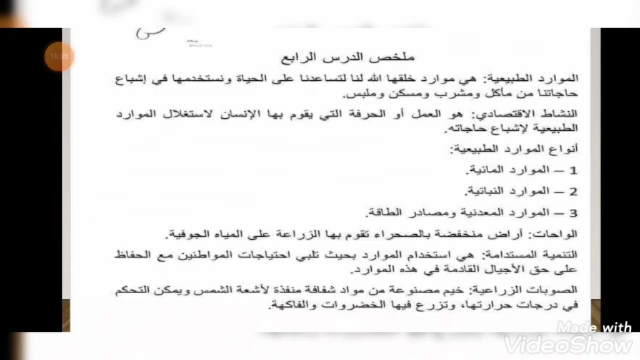 ملخص الدرس الرابع
الموارد الطبيعية: هي موارد خلقها الله لنا لتساعدنا على الحياة ونستخدمها في إشباع
حاجاتنا من مأكل ومشرب ومسكن وملبس.
النشاط الاقتصادي: هو العمل أو الحرفة التي يقوم بها الإنسان لاستغلال الموارد
الطبيعية لإشباع حاجاته.
أنواع الموارد الطبيعية:
1 – الموارد المائية.
2 – الموارد النباتية.
3 – الموارد المعدنية ومصادر الطاقة.
الواحات: أراض منخفضة بالصحراء تقوم بها الزراعة على المياه الجوفية.
التنمية المستدامة: هي استخدام الموارد بحيث تلبي احتياجات المواطنين مع الحفاظ
على حق الأجيال القادمة في هذه الموارد.
الصوبات الزراعية: خيم مصنوعة من مواد شفافة منفذة لأشعة الشمس ويمكن التحكم
في درجات حرارتها، وتزرع فيها الخضروات والفاكهة.
Made with
VideoShow